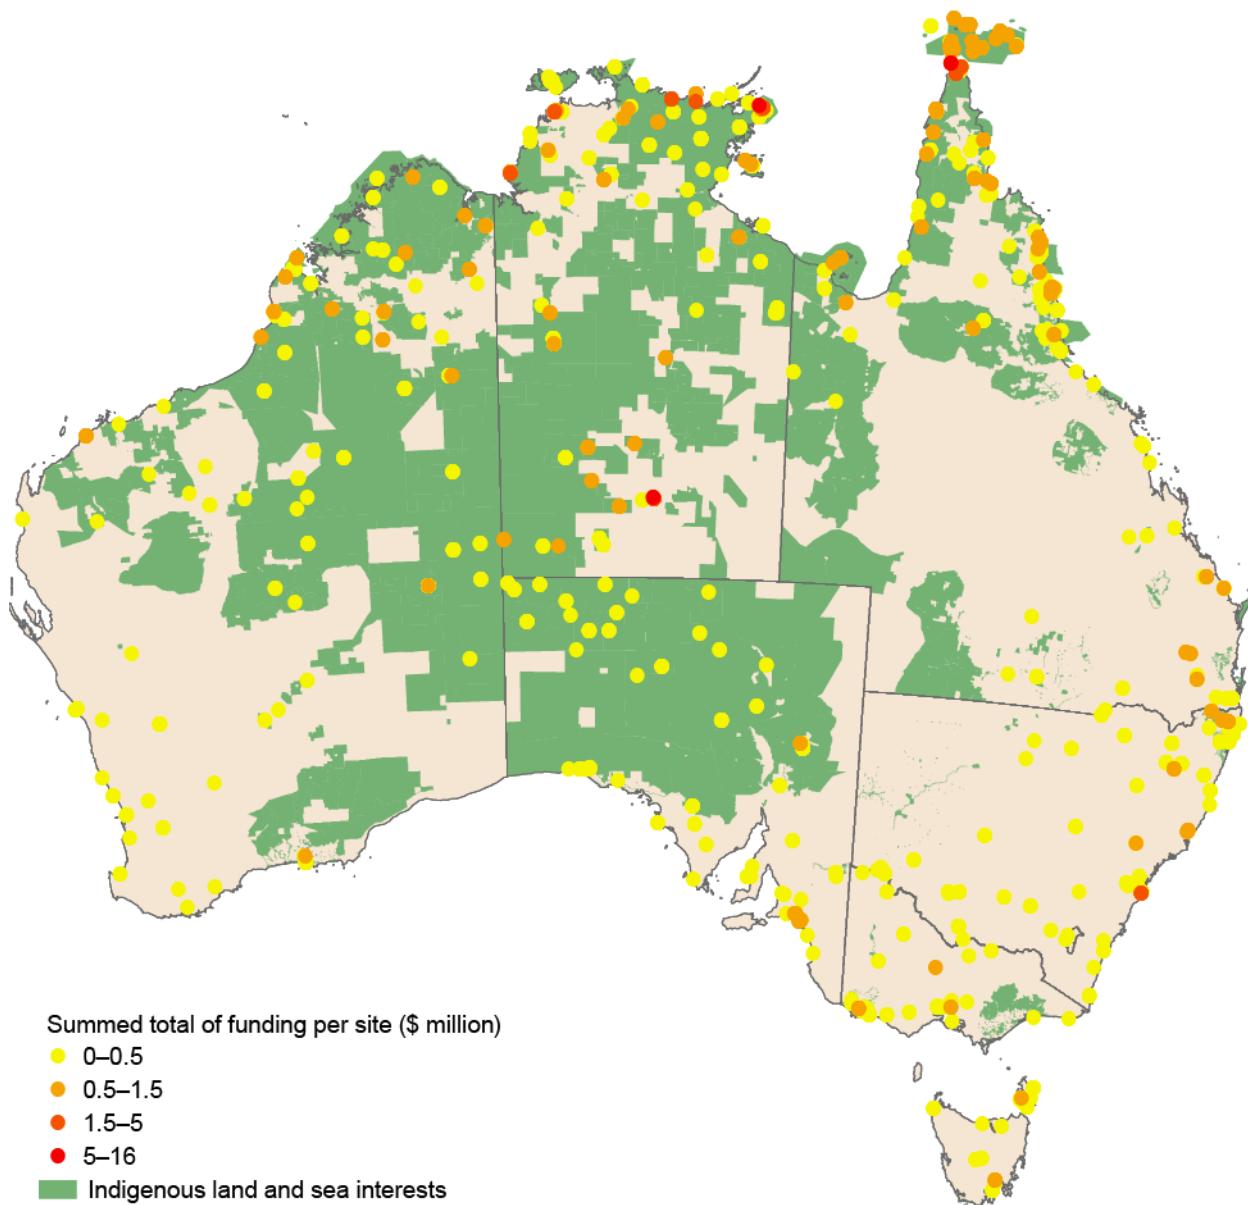 Summed total of funding per site ($ million)
0–0.5
0.5–1.5
1.5–5
5–16
Indigenous land and sea interests